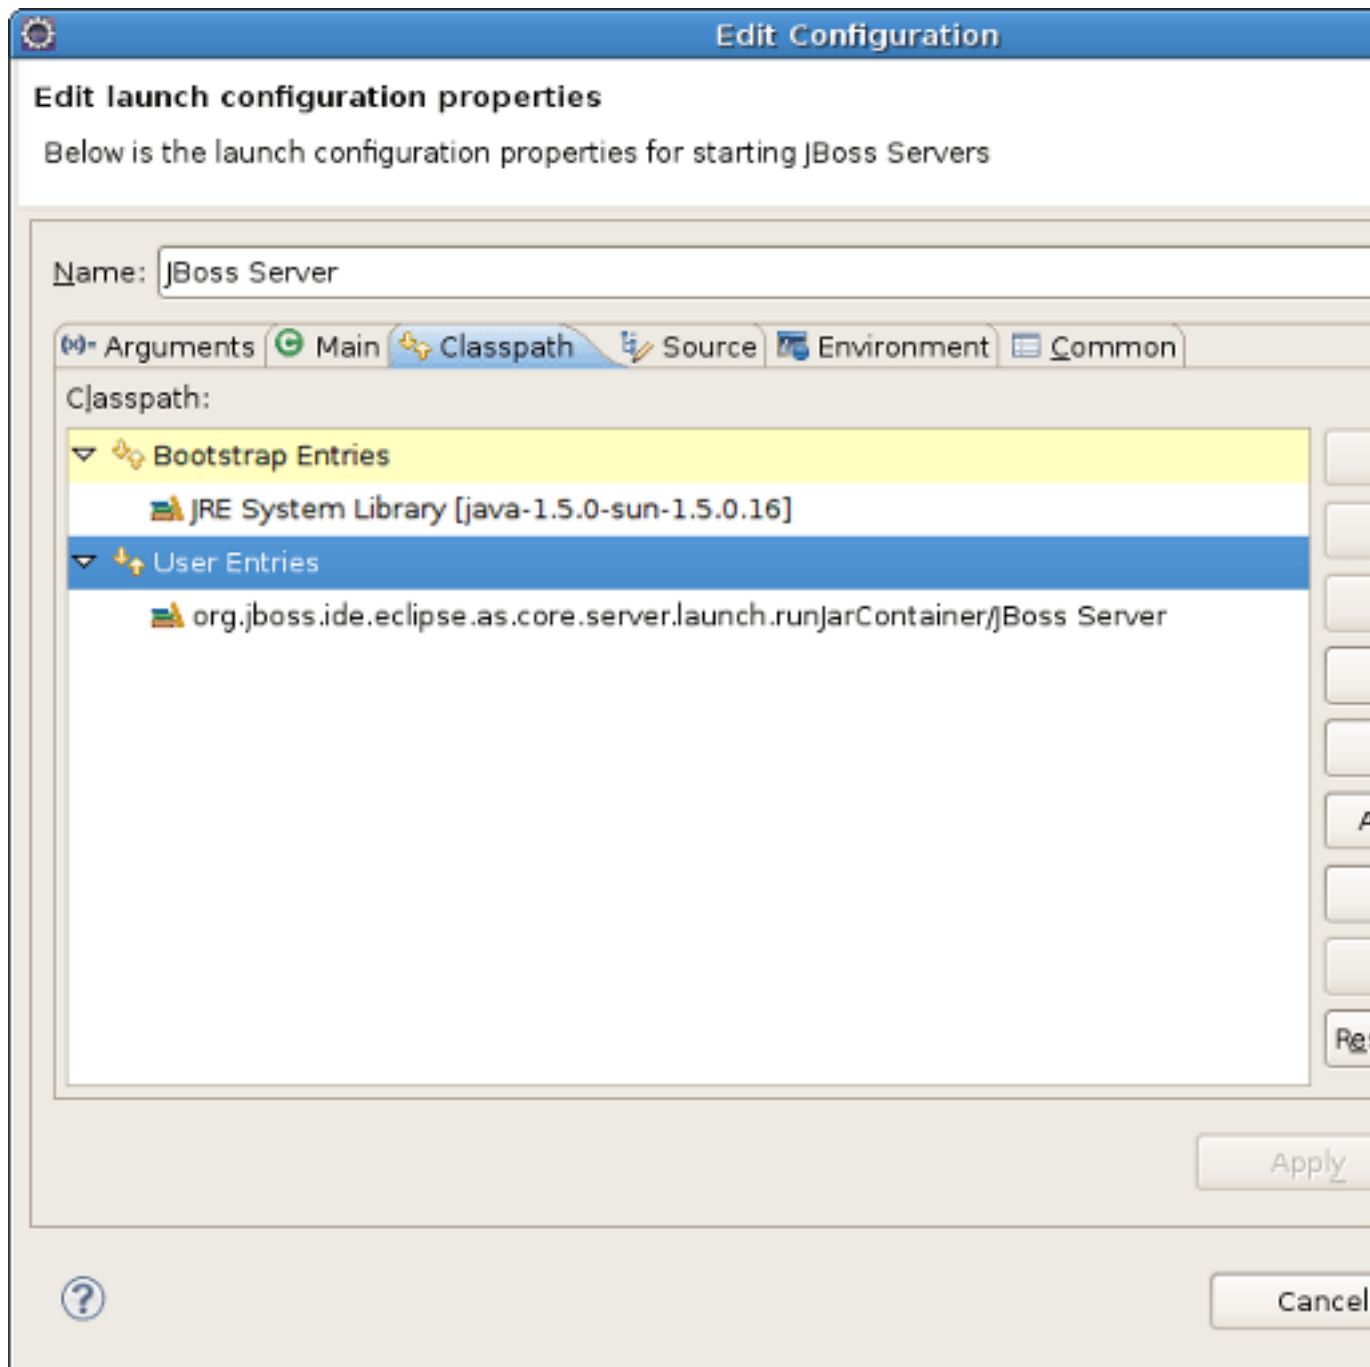 Edit Configuration
Edit launch configuration properties
Below is the launch configuration properties for starting JBoss Servers
Name: JBoss Server
Arguments Main Classpath Source Environment Common
Classpath:
Bootstrap Entries
JRE System Library [java-1.5.0-sun-1.5.0.16]
User Entries
org.jboss.ide.eclipse.as.core.server.launch.runJarContainer/JBoss Server
Apply
Cancel